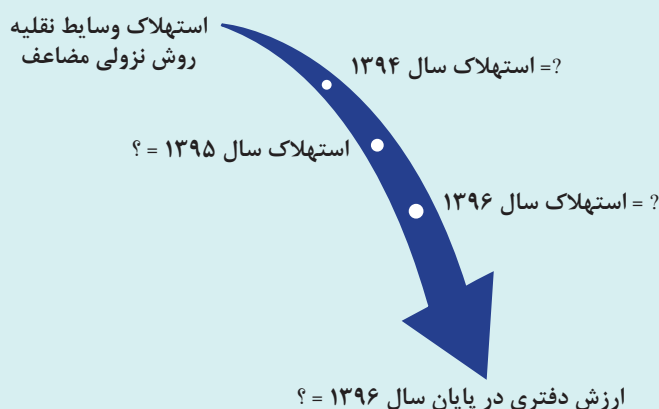 استهلاک وسایط نقلیه
روش نزولی مضاعف
استهلاک سال ۱۳۹۴ =?
استهلاک سال ۱۳۹۵ = ؟
استهلاک سال ۱۳۹۶ = ?
ارزش دفتری در پایان سال ۱۳۹۶ = ؟